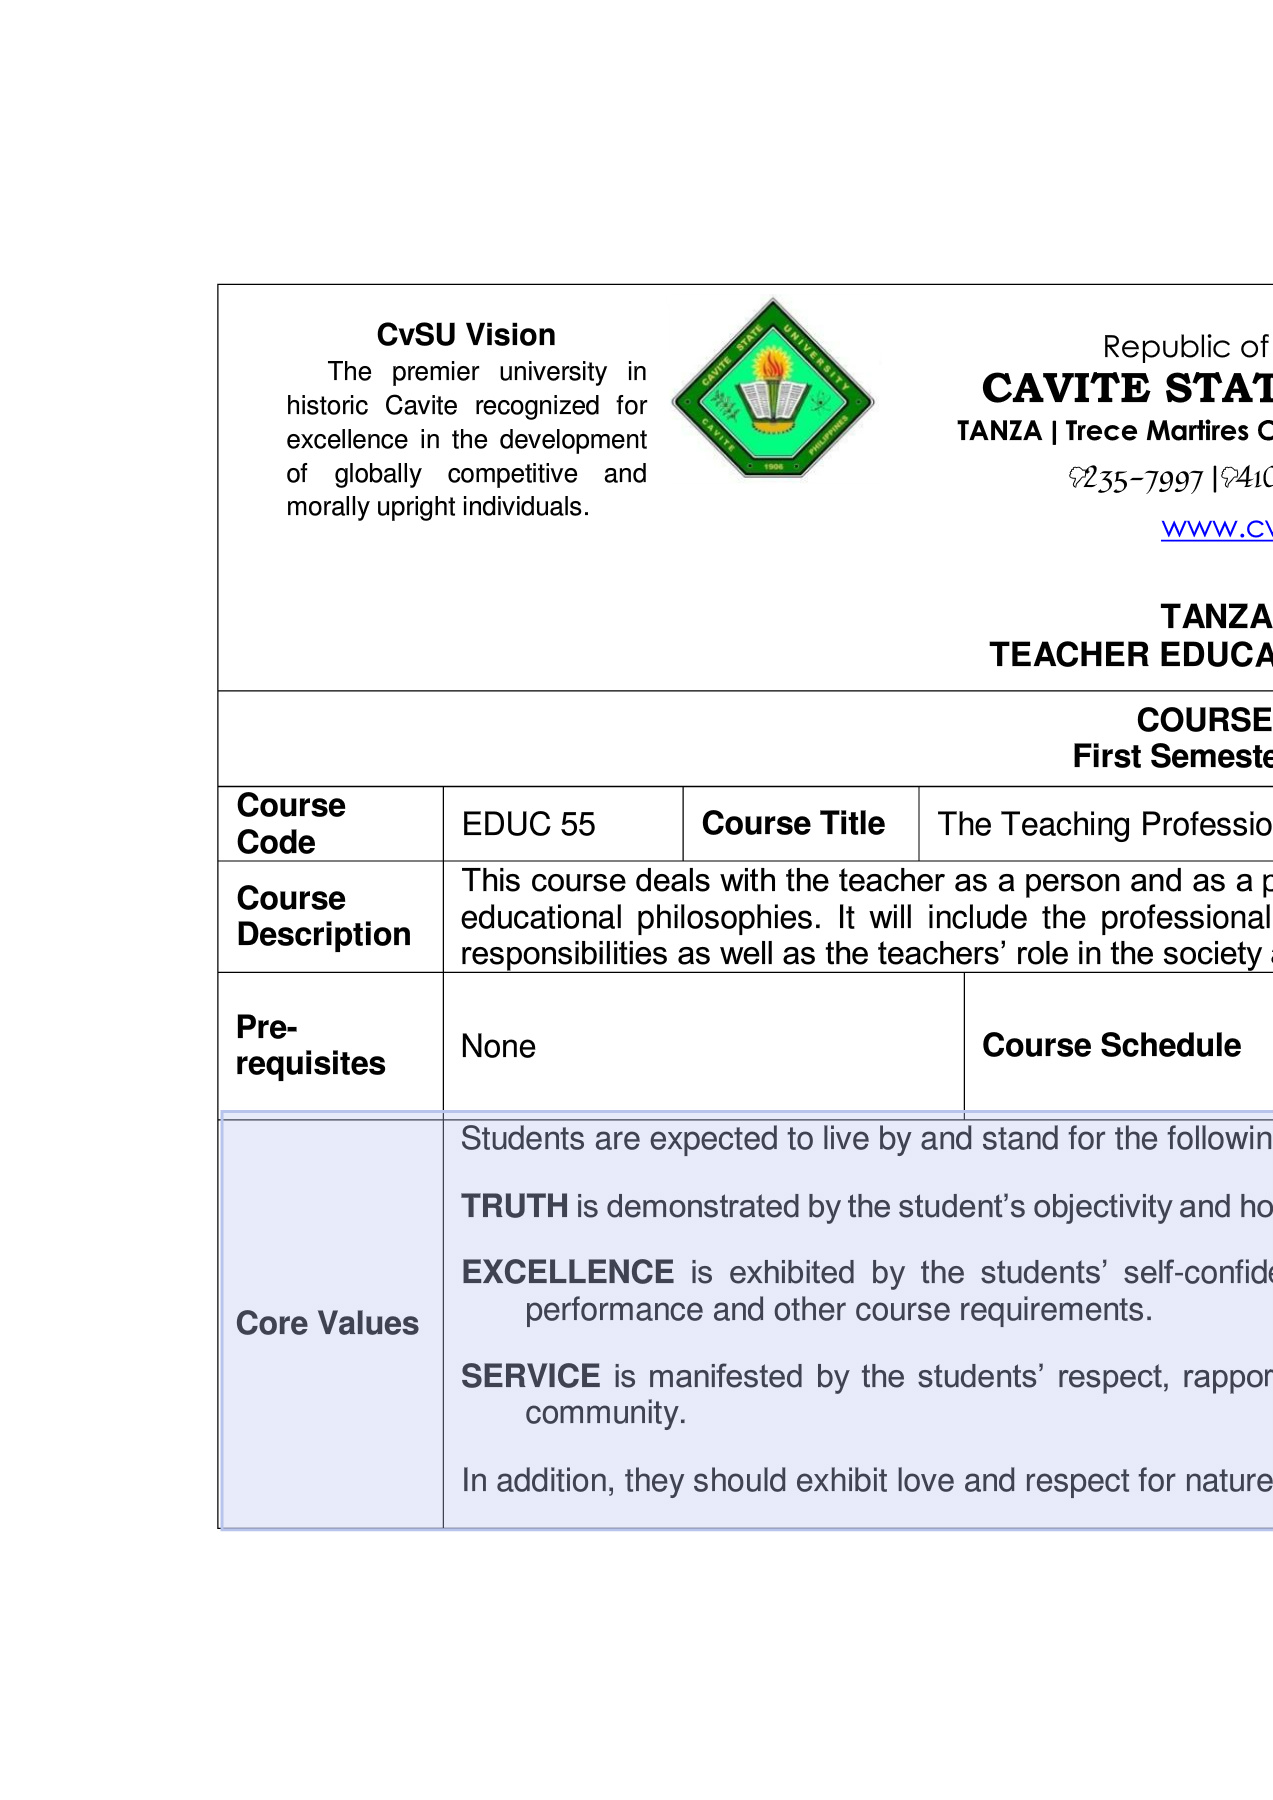 CvSU Vision
The premier university in
historic Cavite recognized for
excellence in the development
of globally competitive and
morally upright individuals.
CAVITE STATE UNIVERSITY
CAVITE
PHILIPPINES
1906
Republic of
CAVITE STAT
TANZA | Trece Martires C
235-7997 |410
www.cv
TANZA
TEACHER EDUCA
COURSE
First Semeste
Course
Code
EDUC 55
Course Title
The Teaching Professio
Course
Description
This course deals with the teacher as a person and as a p
educational philosophies. It will include the professional
responsibilities as well as the teachers’ role in the society a
Pre-
requisites
None
Course Schedule
Core Values
Students are expected to live by and stand for the followin
TRUTH is demonstrated by the student’s objectivity and ho
EXCELLENCE is exhibited by the students’ self-confide
performance and other course requirements.
SERVICE is manifested by the students’ respect, rappor
community.
In addition, they should exhibit love and respect for nature